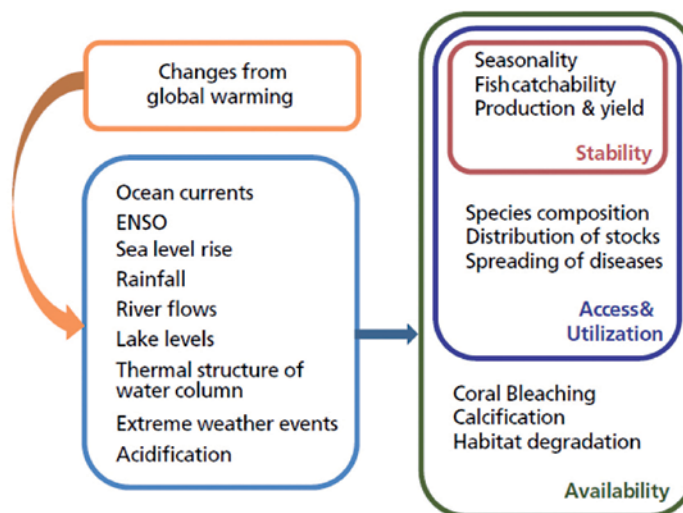 Changes from
global warming
Ocean currents
ENSO
Sea level rise
Rainfall
River flows
Lake levels
Thermal structure of
water column
Extreme weather events
Acidification
Seasonality
Fish catchability
Production & yield
Stability
Species composition
Distribution of stocks
Spreading of diseases
Access&
Utilization
Coral Bleaching
Calcification
Habitat degradation
Availability